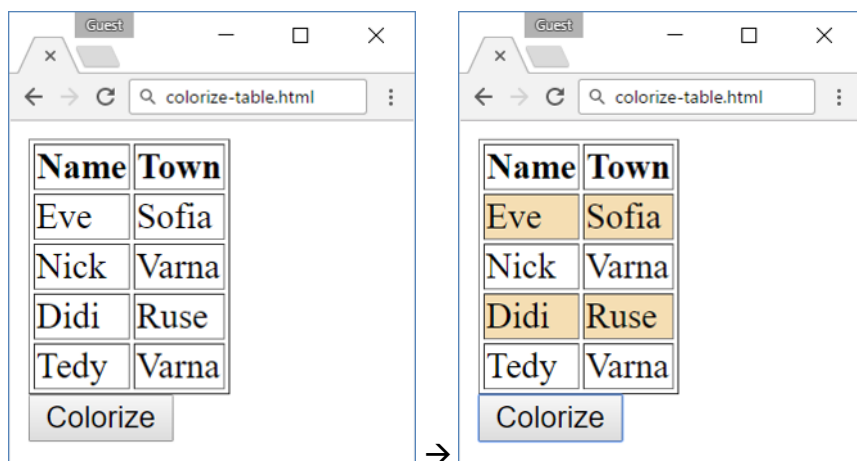 Guest
colorize-table.html
Name Town
Eve Sofia
Nick Varna
Didi Ruse
Tedy Varna
Colorize
→
Guest
colorize-table.html
Name Town
Eve Sofia
Nick Varna
Didi Ruse
Tedy Varna
Colorize